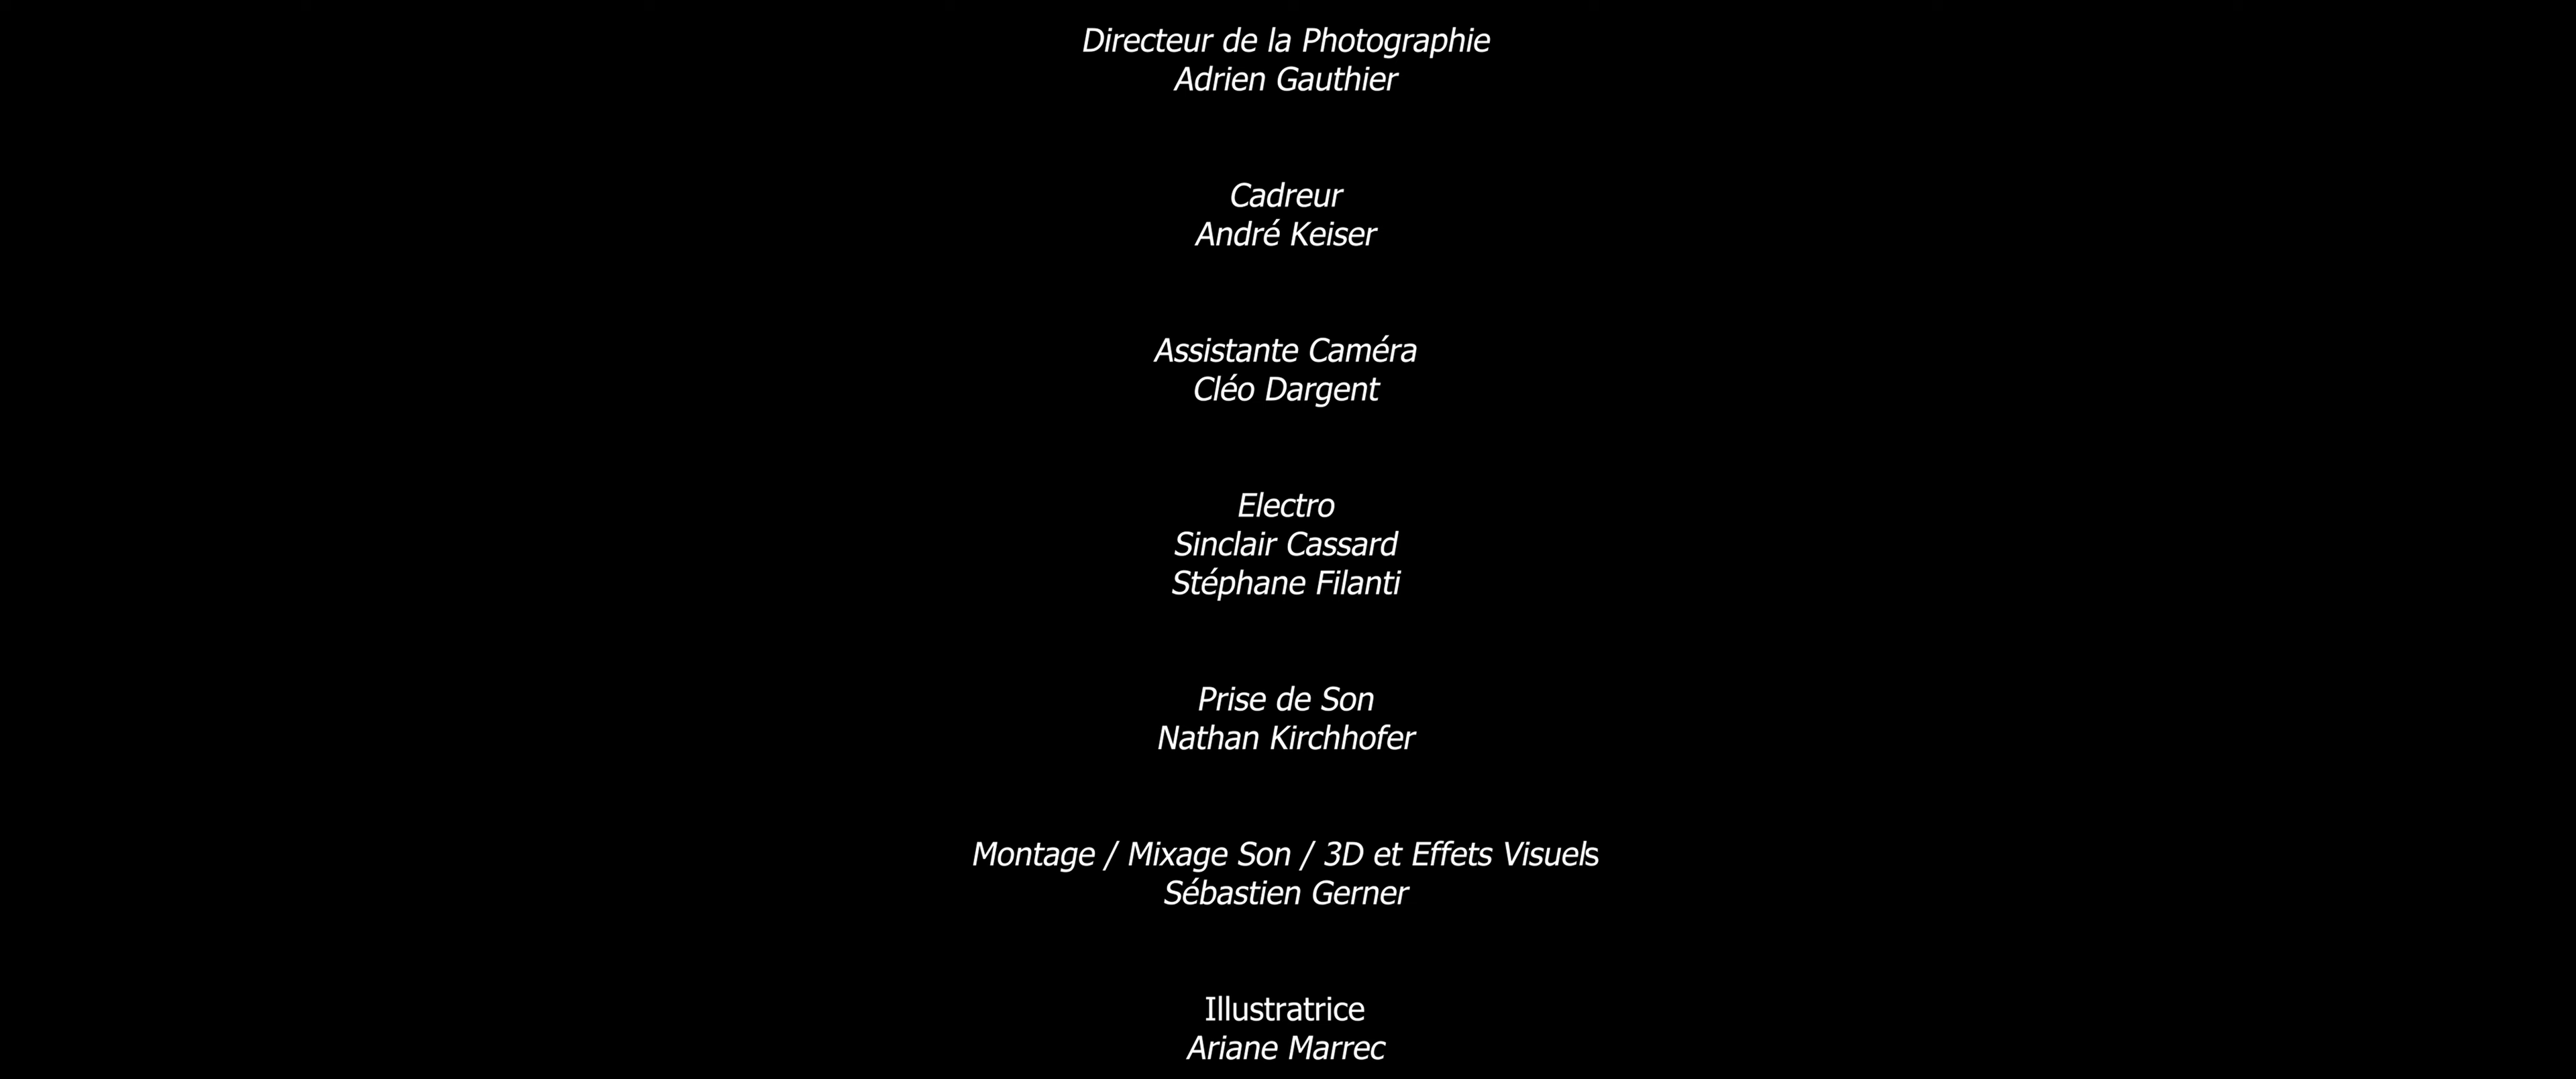 Directeur de la Photographie
Adrien Gauthier
Cadreur
André Keiser
Assistante Caméra
Cléo Dargent
Electro
Sinclair Cassard
Stéphane Filanti
Prise de Son
Nathan Kirchhofer
Montage / Mixage Son / 3D et Effets Visuels
Sébastien Gerner
Illustratrice
Ariane Marrec